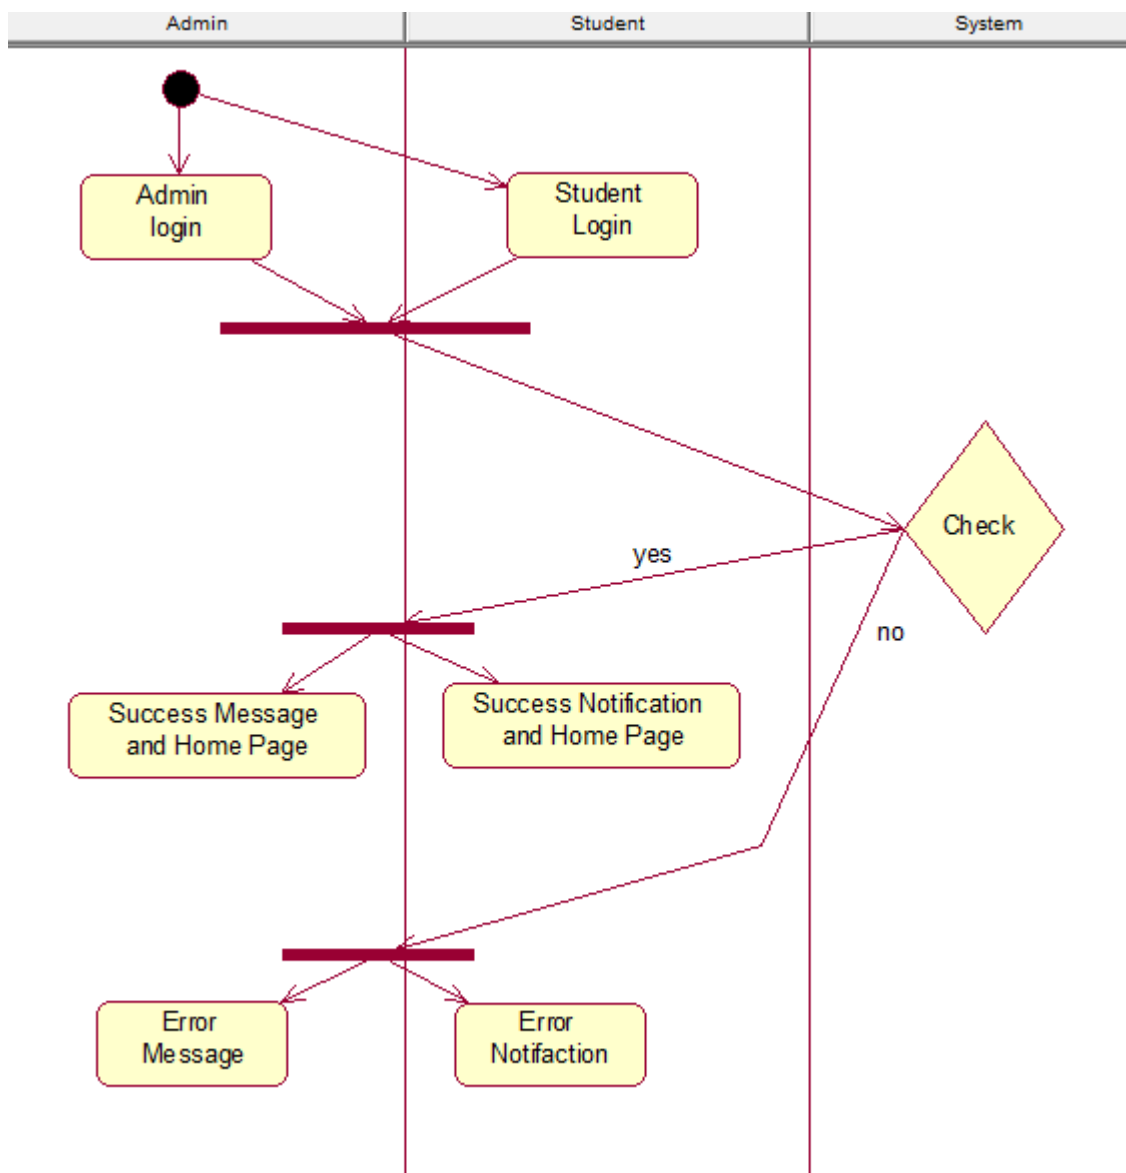 Admin
Student
System
Admin
login
Student
Login
Check
yes
no
Success Message
and Home Page
Success Notification
and Home Page
Error
Message
Error
Notifaction